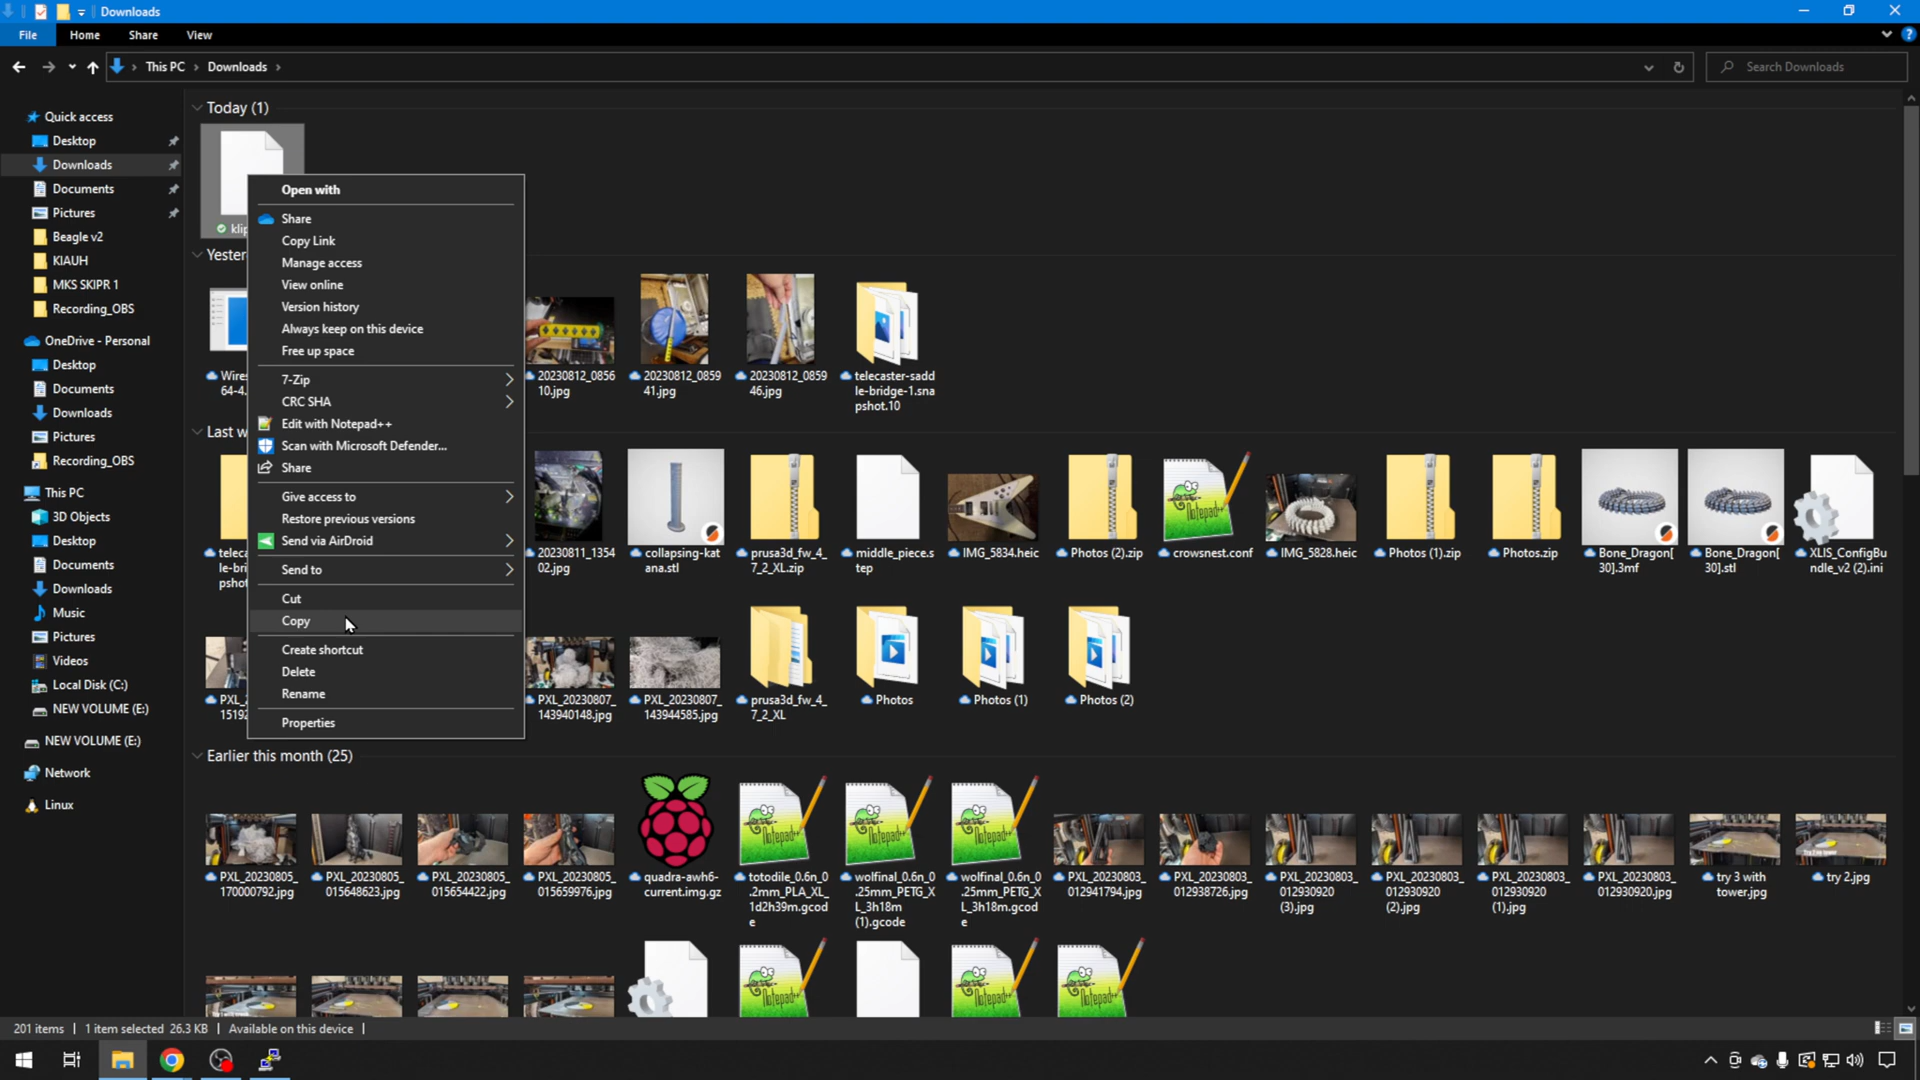 Downloads
File Home Share View
This PC Downloads
Search Downloads
Quick access
Desktop
Downloads
Documents
Pictures
Beagle v2
KIAUH
MKS SKIPR 1
Recording_OBS
OneDrive - Personal
Desktop
Documents
Downloads
Pictures
Recording_OBS
This PC
3D Objects
Desktop
Documents
Downloads
Music
Pictures
Videos
Local Disk (C:)
NEW VOLUME (E:)
NEW VOLUME (E:)
Network
Linux
Today (1)
Open with
Share
Copy Link
Manage access
View online
Version history
Always keep on this device
Free up space
7-Zip
CRC SHA
Edit with Notepad++
Scan with Microsoft Defender...
Share
Give access to
Restore previous versions
Send via AirDroid
Send to
Cut
Copy
Create shortcut
Delete
Rename
Properties
20230812_0856
10.jpg
20230812_0859
41.jpg
20230812_0859
46.jpg
telecaster-sadd
le-bridge-1.sna
pshot.10
20230811_1354
02.jpg
collapsing-kat
ana.stl
prusa3d_fw_4_
7_2_XL.zip
middle_piece.s
tep
IMG_5834.heic
Photos (2).zip
crowsnest.conf
IMG_5828.heic
Photos (1).zip
Photos.zip
Bone_Dragon[
30].3mf
Bone_Dragon[
30].stl
XLIS_ConfigBu
ndle_v2 (2).ini
PXL_20230807_
143940148.jpg
PXL_20230807_
143944585.jpg
prusa3d_fw_4_
7_2_XL
Photos
Photos (1)
Photos (2)
Earlier this month (25)
PXL_20230805_
170000792.jpg
PXL_20230805_
015648623.jpg
PXL_20230805_
015654422.jpg
PXL_20230805_
015659976.jpg
quadra-awh6-
current.img.gz
totodile_0.6n_0
.2mm_PLA_XL_
1d2h39m.gcod
e
wolfinal_0.6n_0
.25mm_PETG_X
L_3h18m
(1).gcode
wolfinal_0.6n_0
.25mm_PETG_X
L_3h18m.gcod
e
PXL_20230803_
012941794.jpg
PXL_20230803_
012938726.jpg
PXL_20230803_
012930920
(3).jpg
PXL_20230803_
012930920
(2).jpg
PXL_20230803_
012930920
(1).jpg
PXL_20230803_
012930920.jpg
try 3 with
tower.jpg
try 2.jpg
201 items 1 item selected 26.3 KB Available on this device